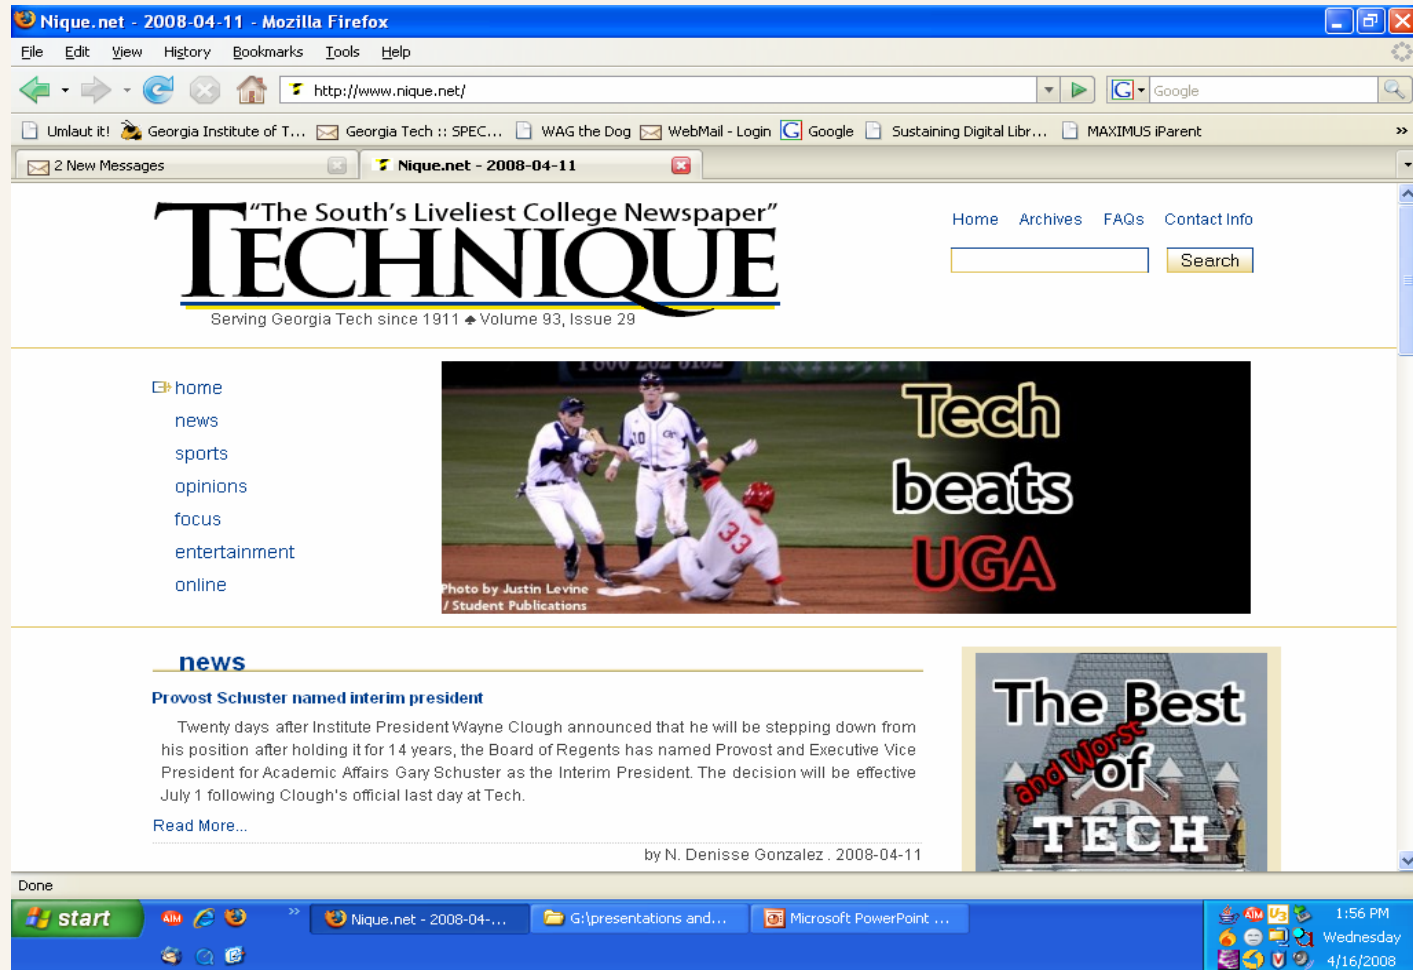 Nique.net - 2008-04-11 - Mozilla Firefox
File Edit View History Bookmarks Tools Help
http://www.nique.net/
Google
Umlaut it! Georgia Institute of T... Georgia Tech :: SPEC... WAG the Dog WebMail - Login Google Sustaining Digital Libr... MAXIMUS iParent »
2 New Messages Nique.net - 2008-04-11
"The South's Liveliest College Newspaper"
TECHNIQUE
Serving Georgia Tech since 1911 ♠ Volume 93, Issue 29
Home Archives FAQs Contact Info
Search
home
news
sports
opinions
focus
entertainment
online
10
33
Photo by Justin Levine
/ Student Publications
Tech
beats
UGA
news
Provost Schuster named interim president
Twenty days after Institute President Wayne Clough announced that he will be stepping down from
his position after holding it for 14 years, the Board of Regents has named Provost and Executive Vice
President for Academic Affairs Gary Schuster as the Interim President. The decision will be effective
July 1 following Clough's official last day at Tech.
Read More...
by N. Denisse Gonzalez . 2008-04-11
The Best
and Worst
of
TECH
Done
start AIM » Nique.net - 2008-04-... G:\presentations and... Microsoft PowerPoint ... AIM U3 1:56 PM
Wednesday
4/16/2008